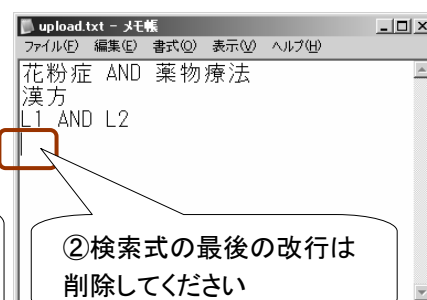 upload.txt - メモ帳
ファイル(F) 編集(E) 書式(O) 表示(V) ヘルプ(H)
花粉症 AND 薬物療法
漢方
L1 AND L2
②検索式の最後の改行は
削除してください